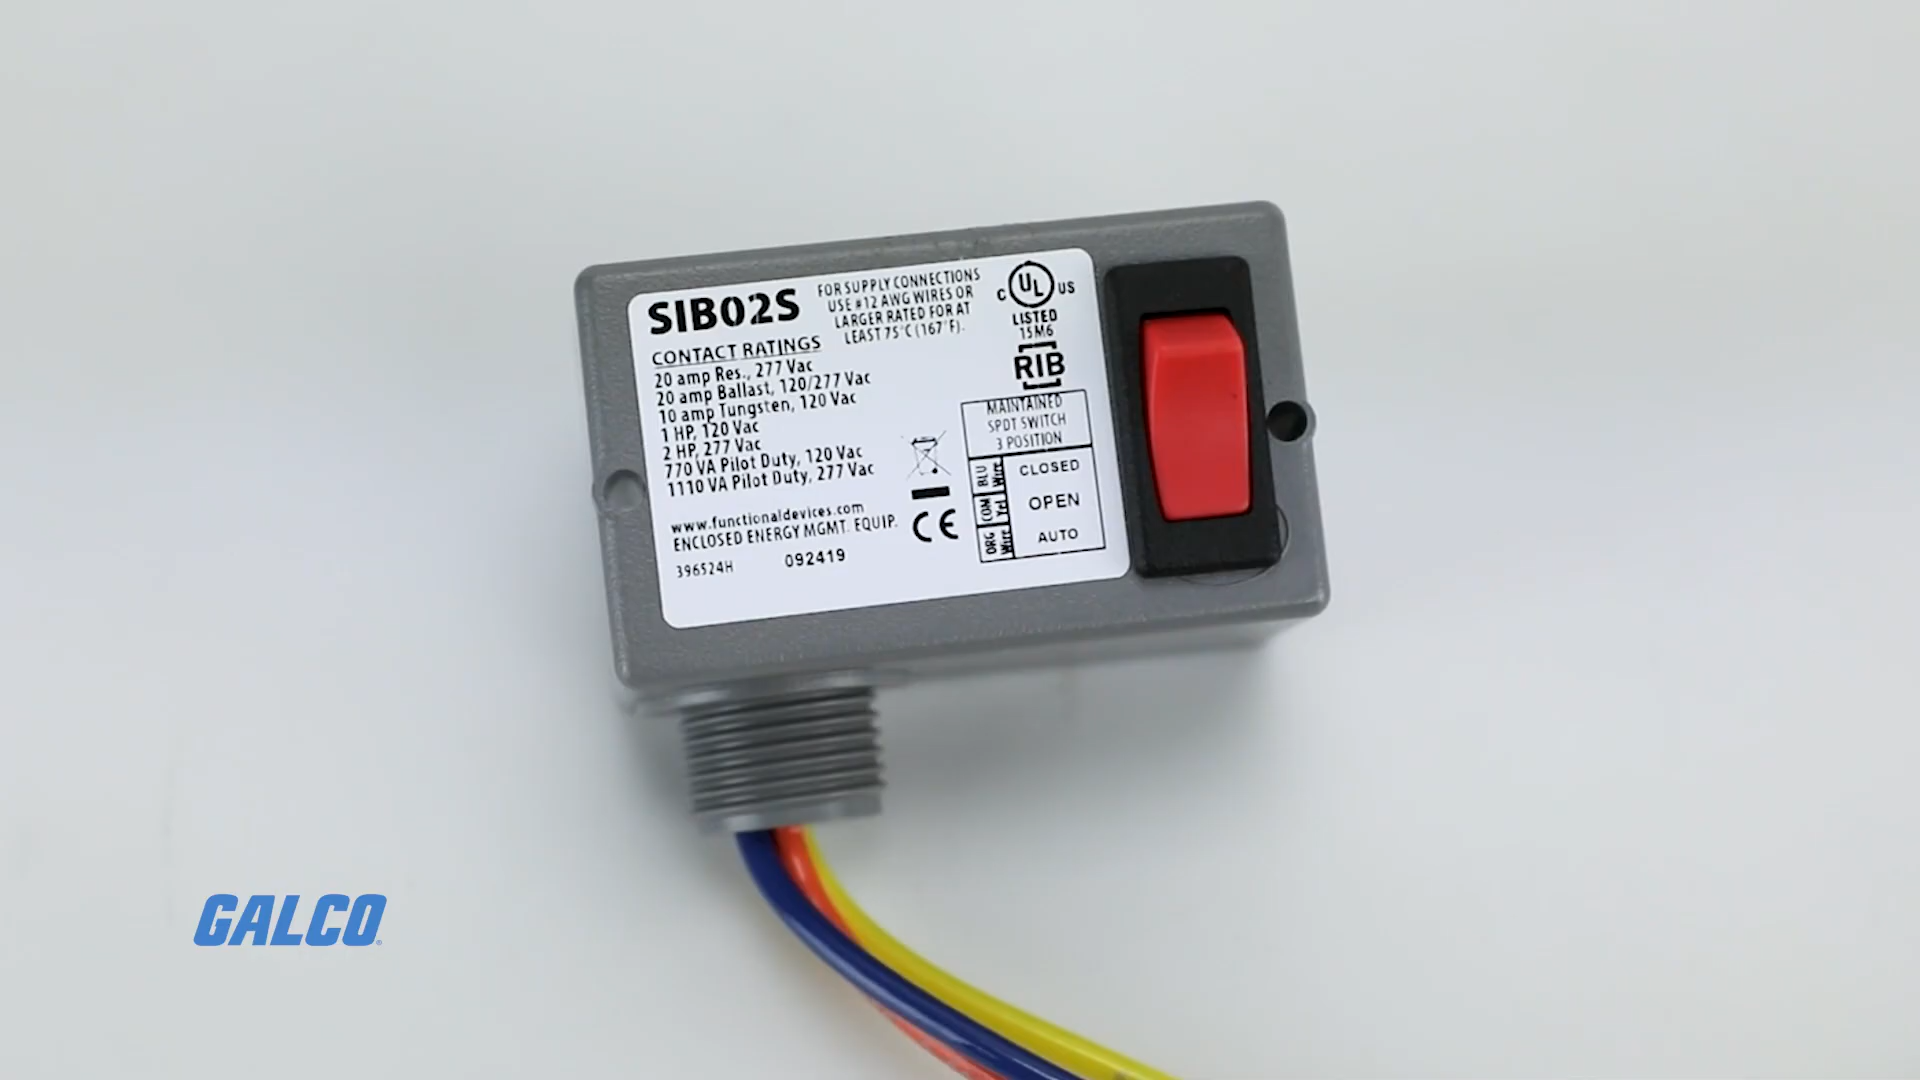 SIB02S
FOR SUPPLY CONNECTIONS
USE #12 AWG WIRES OR
LARGER RATED FOR AT
LEAST 75°C (167°F).
CONTACT RATINGS
20 amp Res., 277 Vac
20 amp Ballast, 120/277 Vac
10 amp Tungsten, 120 Vac
1 HP, 120 Vac
2 HP, 277 Vac
770 VA Pilot Duty, 120 Vac
1110 VA Pilot Duty, 277 Vac
www.functionaldevices.com
ENCLOSED ENERGY MGMT. EQUIP.
396524H 092419
C UL US
LISTED
15M6
RIB
MAINTAINED
SPDT SWITCH
3 POSITION
BLU Wire CLOSED
COM Yel OPEN
ORG Wire AUTO
CE
GALCO®